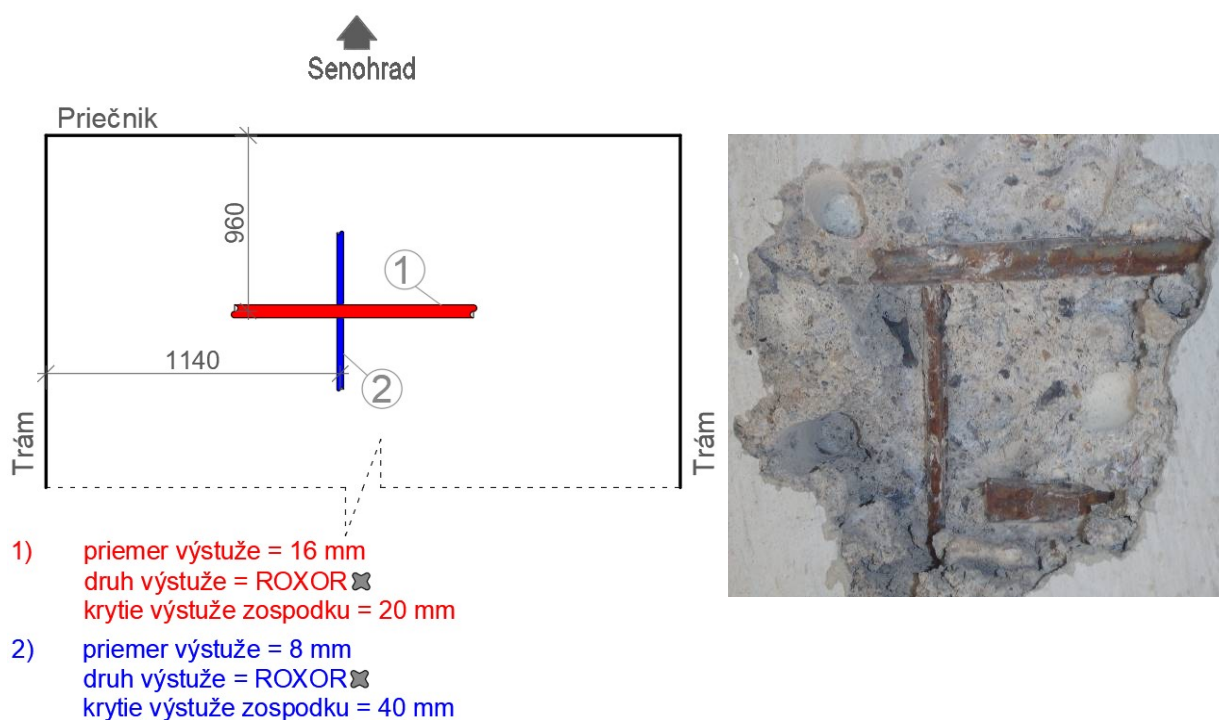 Senohrad
Priečnik
960
1
1140
2
Trám
Trám
1) priemer výstuže = 16 mm
druh výstuže = ROXOR
krytie výstuže zospodku = 20 mm
2) priemer výstuže = 8 mm
druh výstuže = ROXOR
krytie výstuže zospodku = 40 mm